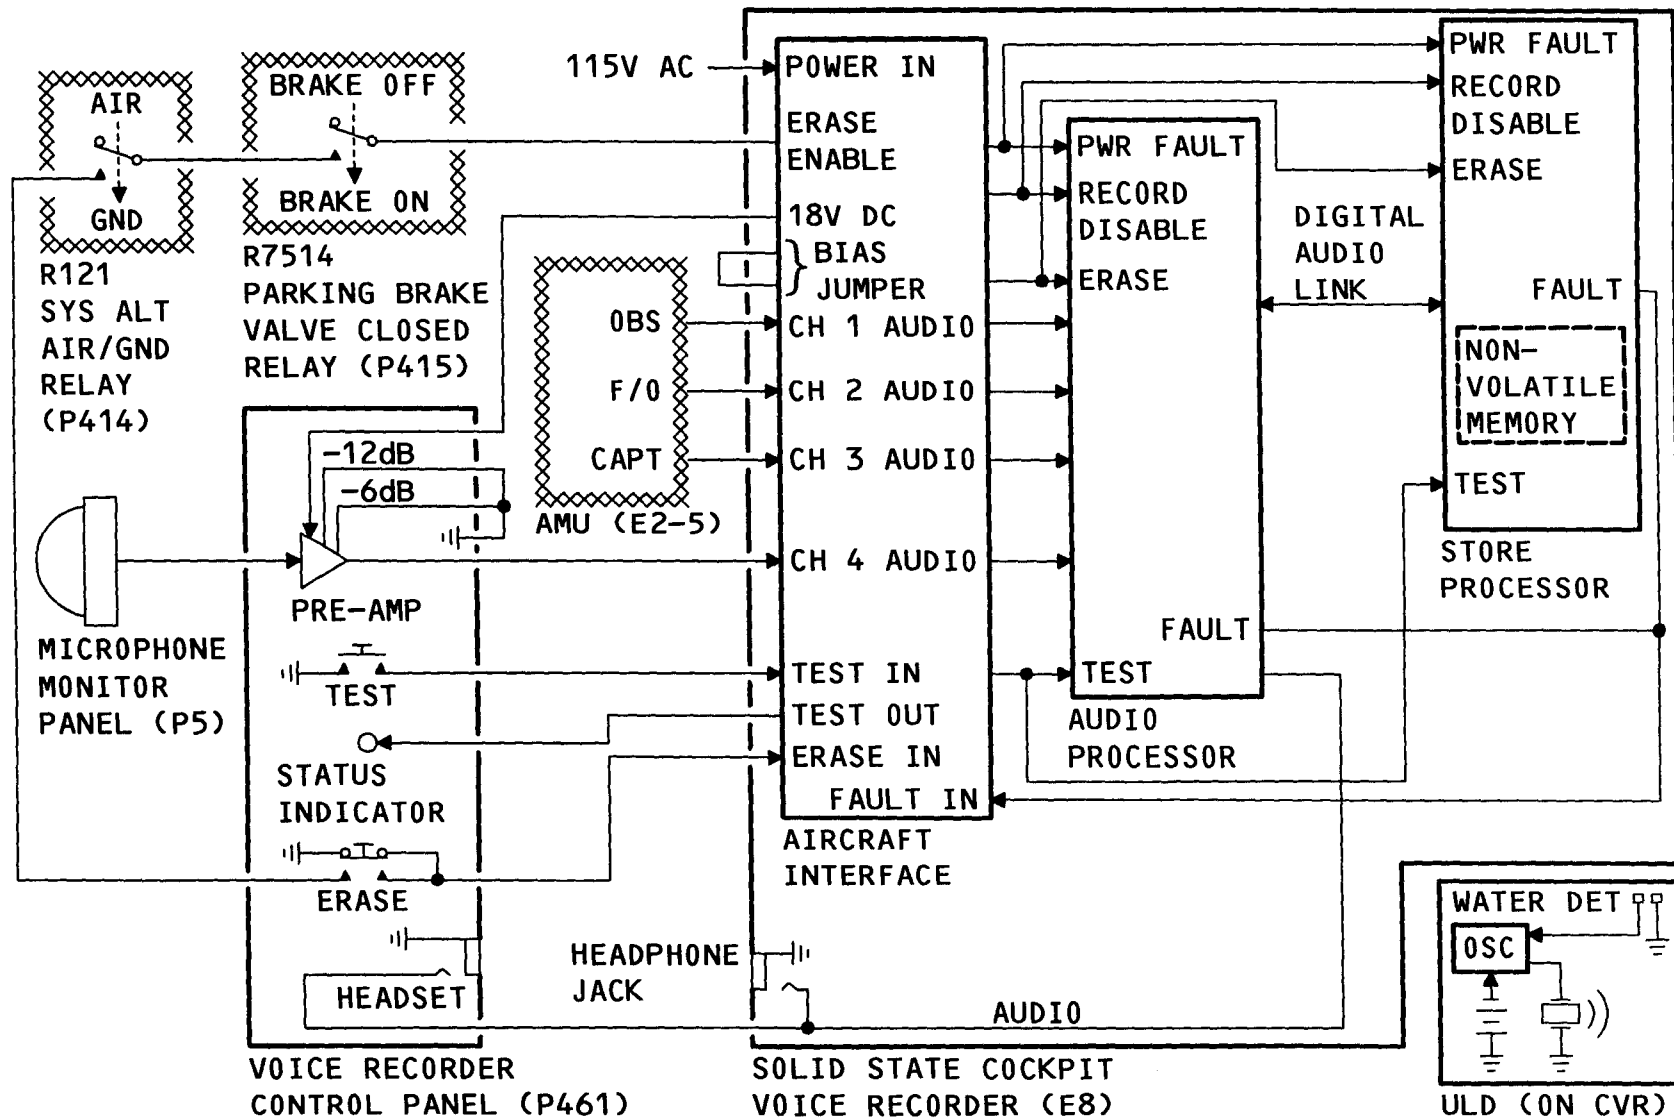 AIR
GND
R121
SYS ALT
AIR/GND
RELAY
(P414)
BRAKE OFF
BRAKE ON
R7514
PARKING BRAKE
VALVE CLOSED
RELAY (P415)
115V AC
POWER IN
ERASE
ENABLE
18V DC
BIAS
JUMPER
CH 1 AUDIO
CH 2 AUDIO
CH 3 AUDIO
CH 4 AUDIO
TEST IN
TEST OUT
ERASE IN
FAULT IN
AIRCRAFT
INTERFACE
OBS
F/O
CAPT
AMU (E2-5)
-12dB
-6dB
PRE-AMP
TEST
STATUS
INDICATOR
ERASE
HEADSET
VOICE RECORDER
CONTROL PANEL (P461)
MICROPHONE
MONITOR
PANEL (P5)
PWR FAULT
RECORD
DISABLE
ERASE
FAULT
TEST
AUDIO
PROCESSOR
DIGITAL
AUDIO
LINK
PWR FAULT
RECORD
DISABLE
ERASE
FAULT
NON-
VOLATILE
MEMORY
TEST
STORE
PROCESSOR
HEADPHONE
JACK
AUDIO
SOLID STATE COCKPIT
VOICE RECORDER (E8)
WATER DET
OSC
ULD (ON CVR)